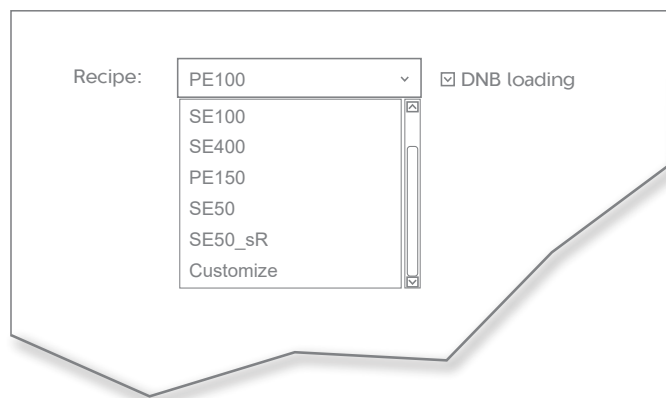 Recipe: PE100 DNB loading
SE100
SE400
PE150
SE50
SE50_sR
Customize